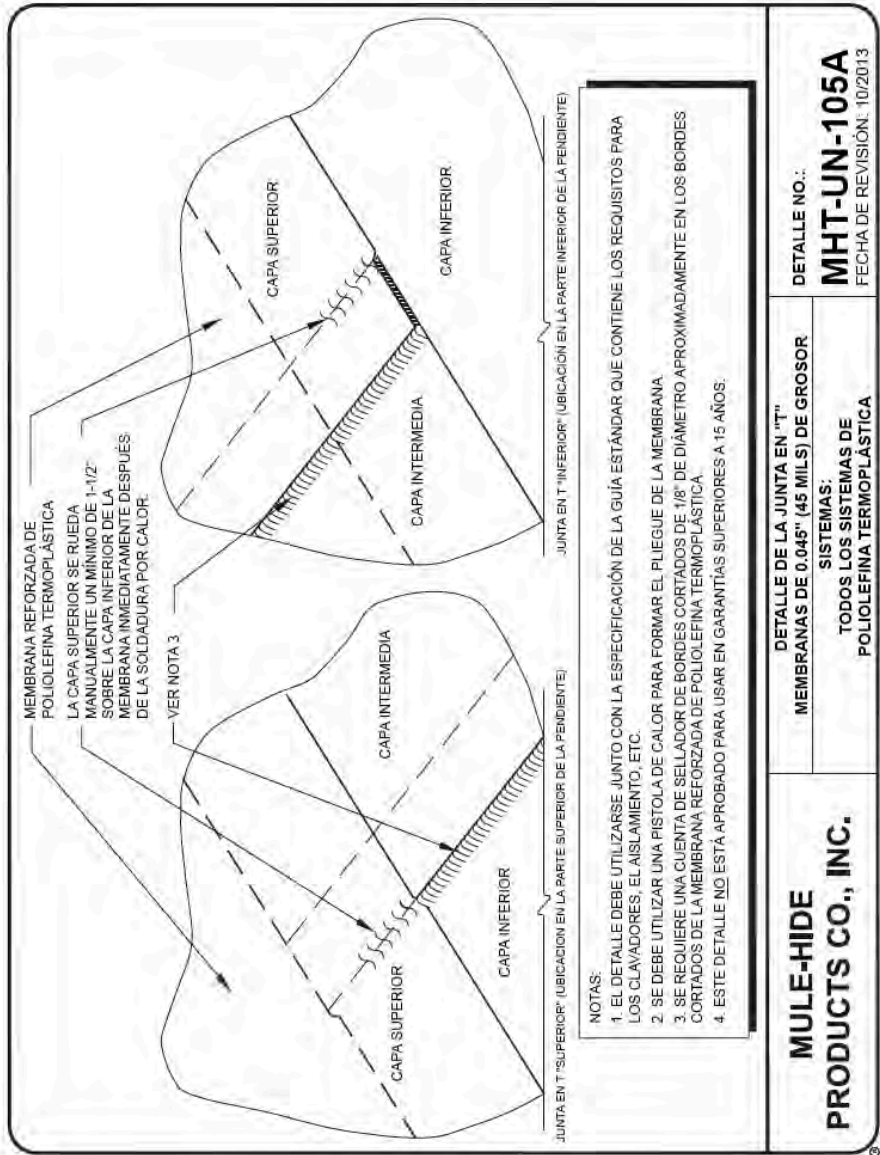 MEMBRANA REFORZADA DE
POLIOLEFINA TERMOPLÁSTICA
LA CAPA SUPERIOR SE RUEDA
MANUALMENTE UN MÍNIMO DE 1-1/2"
SOBRE LA CAPA INFERIOR DE LA
MEMBRANA INMEDIATAMENTE DESPUÉS
DE LA SOLDADURA POR CALOR.
VER NOTA 3
CAPA SUPERIOR
CAPA INTERMEDIA
CAPA INFERIOR
JUNTA EN T "SUPERIOR" (UBICACIÓN EN LA PARTE SUPERIOR DE LA PENDIENTE)
CAPA SUPERIOR
CAPA INTERMEDIA
CAPA INFERIOR
JUNTA EN T "INFERIOR" (UBICACIÓN EN LA PARTE INFERIOR DE LA PENDIENTE)
NOTAS:
1. EL DETALLE DEBE UTILIZARSE JUNTO CON LA ESPECIFICACIÓN DE LA GUÍA ESTÁNDAR QUE CONTIENE LOS REQUISITOS PARA
LOS CLAVADORES, EL AISLAMIENTO, ETC.
2. SE DEBE UTILIZAR UNA PISTOLA DE CALOR PARA FORMAR EL PLIEGUE DE LA MEMBRANA.
3. SE REQUIERE UNA CUENTA DE SELLADOR DE BORDES CORTADOS DE 1/8" DE DIÁMETRO APROXIMADAMENTE EN LOS BORDES
CORTADOS DE LA MEMBRANA REFORZADA DE POLIOLEFINA TERMOPLÁSTICA.
4. ESTE DETALLE NO ESTÁ APROBADO PARA USAR EN GARANTÍAS SUPERIORES A 15 AÑOS.
MULE-HIDE
PRODUCTS CO., INC.
®
DETALLE DE LA JUNTA EN "T"
MEMBRANAS DE 0.045" (45 MILS) DE GROSOR
SISTEMAS:
TODOS LOS SISTEMAS DE
POLIOLEFINA TERMOPLÁSTICA
DETALLE NO.:
MHT-UN-105A
FECHA DE REVISIÓN: 10/2013